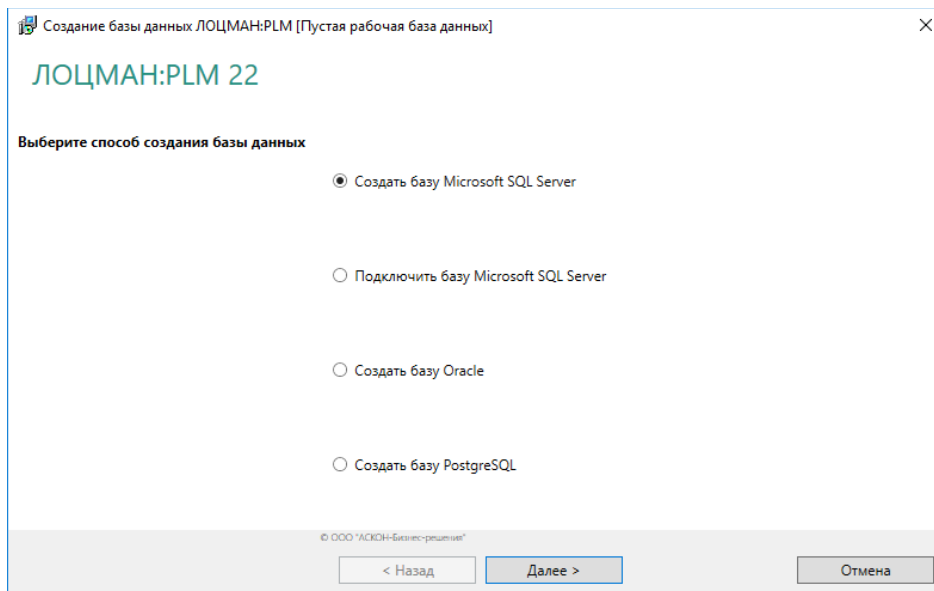 Создание базы данных ЛОЦМАН:PLM [Пустая рабочая база данных]
ЛОЦМАН:PLM 22
Выберите способ создания базы данных
Создать базу Microsoft SQL Server
Подключить базу Microsoft SQL Server
Создать базу Oracle
Создать базу PostgreSQL
© ООО "АСКОН-Бизнес-решения"
< Назад
Далее >
Отмена